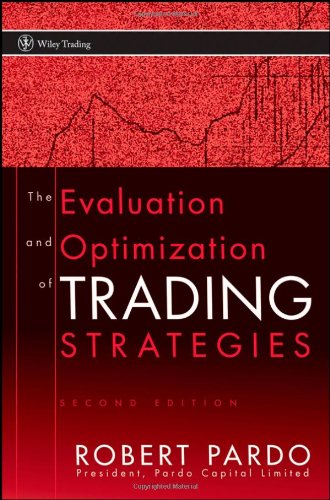 Wiley Trading
The Evaluation
and Optimization
of TRADING
STRATEGIES
SECOND EDITION
ROBERT PARDO
President, Pardo Capital Limited